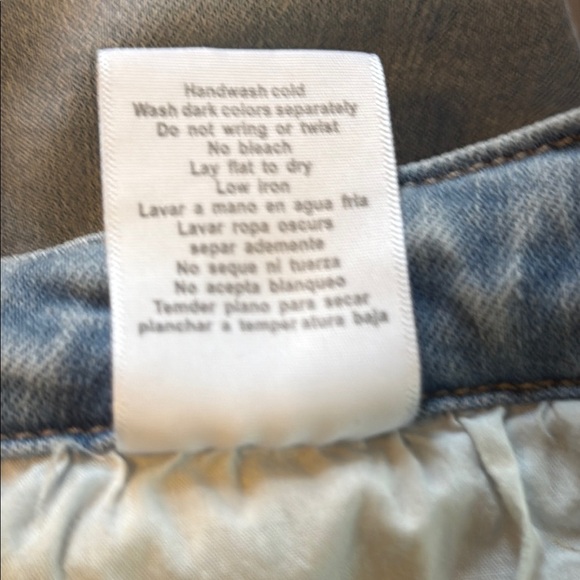 Handwash cold
Wash dark colors separately
Do not wring or twist
No bleach
Lay flat to dry
Low iron
Lavar a mano en agua fria
Lavar ropa oscurs
separ ademente
No seque ni tuerza
No acepta blanqueo
Temder plano para secar
planchar a temper atura baja